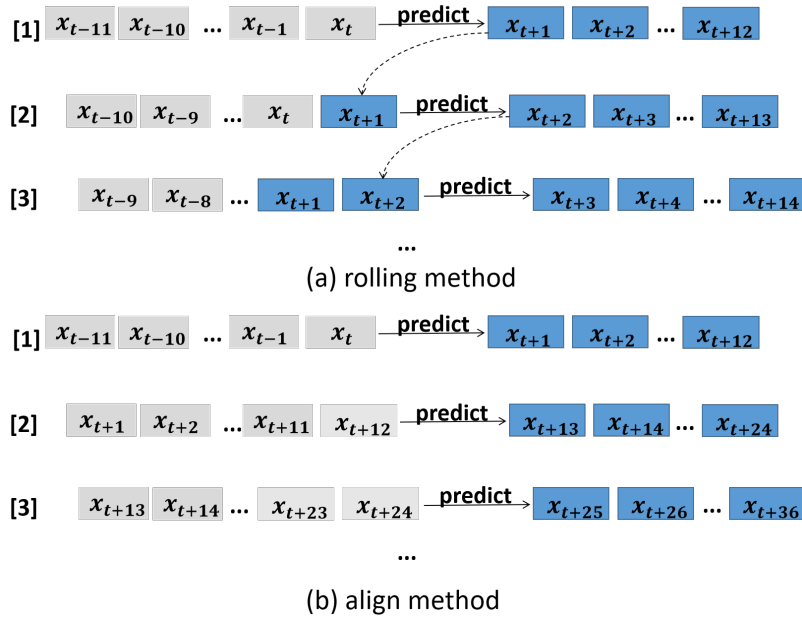 [1] x_{t−11} x_{t−10} ... x_{t−1} x_t predict x_{t+1} x_{t+2} ... x_{t+12}
[2] x_{t−10} x_{t−9} ... x_t x_{t+1} predict x_{t+2} x_{t+3} ... x_{t+13}
[3] x_{t−9} x_{t−8} ... x_{t+1} x_{t+2} predict x_{t+3} x_{t+4} ... x_{t+14}
...
(a) rolling method
[1] x_{t−11} x_{t−10} ... x_{t−1} x_t predict x_{t+1} x_{t+2} ... x_{t+12}
[2] x_{t+1} x_{t+2} ... x_{t+11} x_{t+12} predict x_{t+13} x_{t+14} ... x_{t+24}
[3] x_{t+13} x_{t+14} ... x_{t+23} x_{t+24} predict x_{t+25} x_{t+26} ... x_{t+36}
...
(b) align method